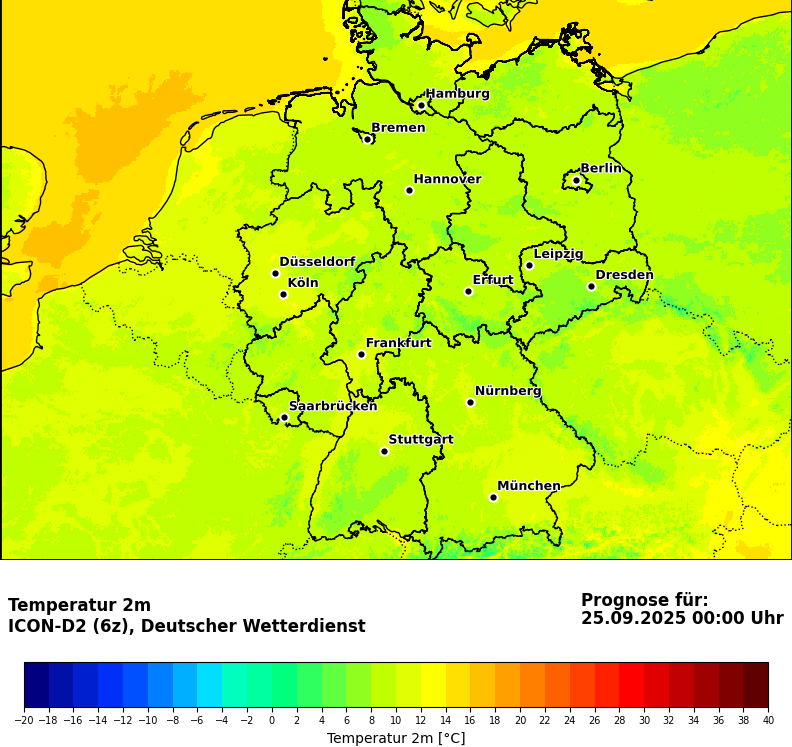 Hamburg
Bremen
Berlin
Hannover
Leipzig
Düsseldorf
Dresden
Köln
Erfurt
Frankfurt
Nürnberg
Saarbrücken
Stuttgart
München
Temperatur 2m
ICON-D2 (6z), Deutscher Wetterdienst
Prognose für:
25.09.2025 00:00 Uhr
−20 −18 −16 −14 −12 −10 −8 −6 −4 −2 0 2 4 6 8 10 12 14 16 18 20 22 24 26 28 30 32 34 36 38 40
Temperatur 2m [°C]